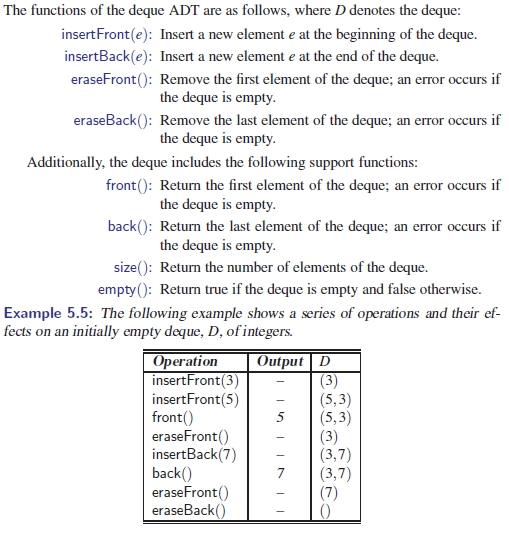 The functions of the deque ADT are as follows, where D denotes the deque:
insertFront(e): Insert a new element e at the beginning of the deque.
insertBack(e): Insert a new element e at the end of the deque.
eraseFront(): Remove the first element of the deque; an error occurs if
the deque is empty.
eraseBack(): Remove the last element of the deque; an error occurs if
the deque is empty.
Additionally, the deque includes the following support functions:
front(): Return the first element of the deque; an error occurs if
the deque is empty.
back(): Return the last element of the deque; an error occurs if
the deque is empty.
size(): Return the number of elements of the deque.
empty(): Return true if the deque is empty and false otherwise.
Example 5.5: The following example shows a series of operations and their ef-
fects on an initially empty deque, D, of integers.
Operation Output D
insertFront(3) – (3)
insertFront(5) – (5,3)
front() 5 (5,3)
eraseFront() – (3)
insertBack(7) – (3,7)
back() 7 (3,7)
eraseFront() – (7)
eraseBack() – ()